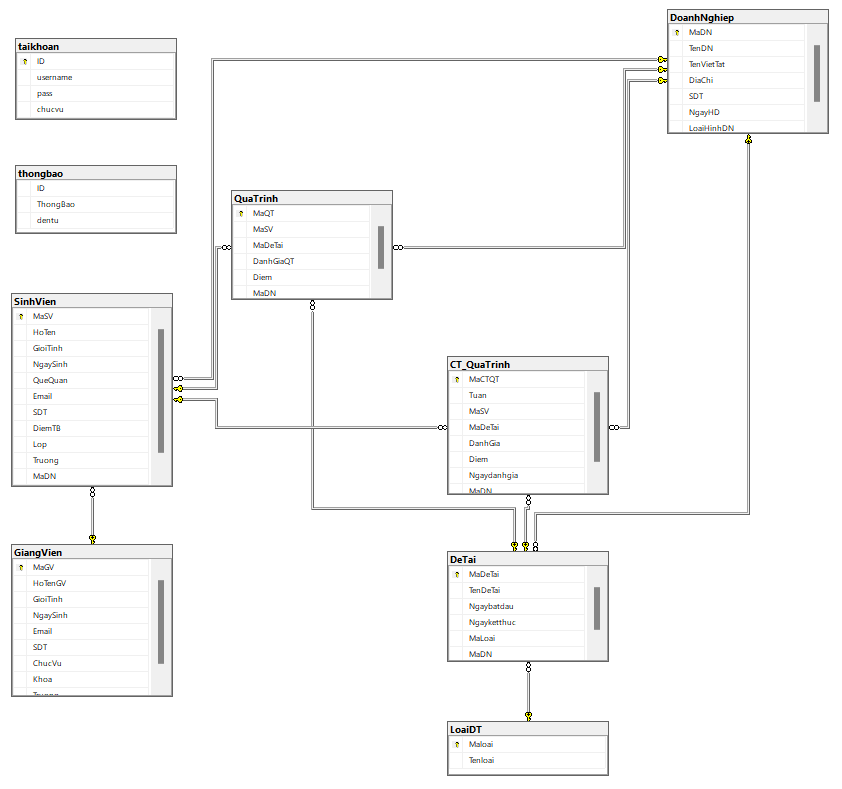 taikhoan
ID
username
pass
chucvu
thongbao
ID
ThongBao
dentu
SinhVien
MaSV
HoTen
GioiTinh
NgaySinh
QueQuan
Email
SDT
DiemTB
Lop
Truong
MaDN
GiangVien
MaGV
HoTenGV
GioiTinh
NgaySinh
Email
SDT
ChucVu
Khoa
Truong
QuaTrinh
MaQT
MaSV
MaDeTai
DanhGiaQT
Diem
MaDN
CT_QuaTrinh
MaCTQT
Tuan
MaSV
MaDeTai
DanhGia
Diem
Ngaydanhgia
MaDN
DeTai
MaDeTai
TenDeTai
Ngaybatdau
Ngayketthuc
MaLoai
MaDN
LoaiDT
Maloai
Tenloai
DoanhNghiep
MaDN
TenDN
TenVietTat
DiaChi
SDT
NgayHD
LoaiHinhDN